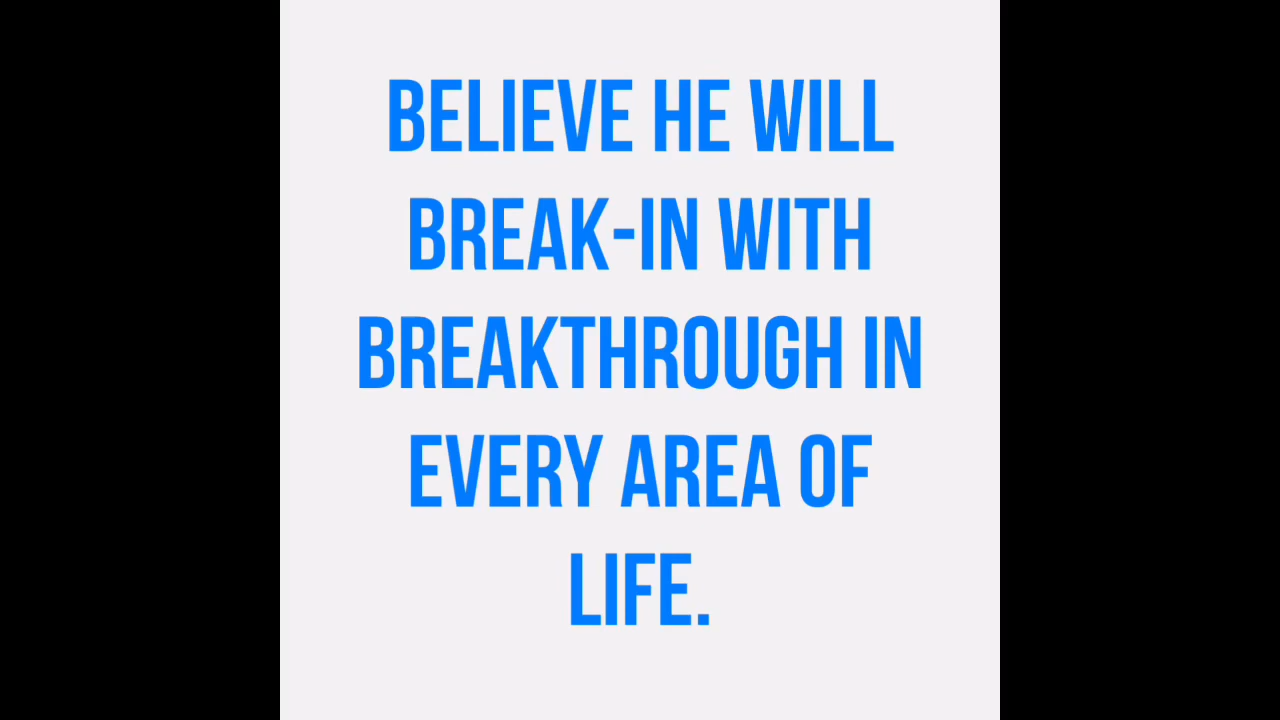 BELIEVE HE WILL
BREAK-IN WITH
BREAKTHROUGH IN
EVERY AREA OF
LIFE.